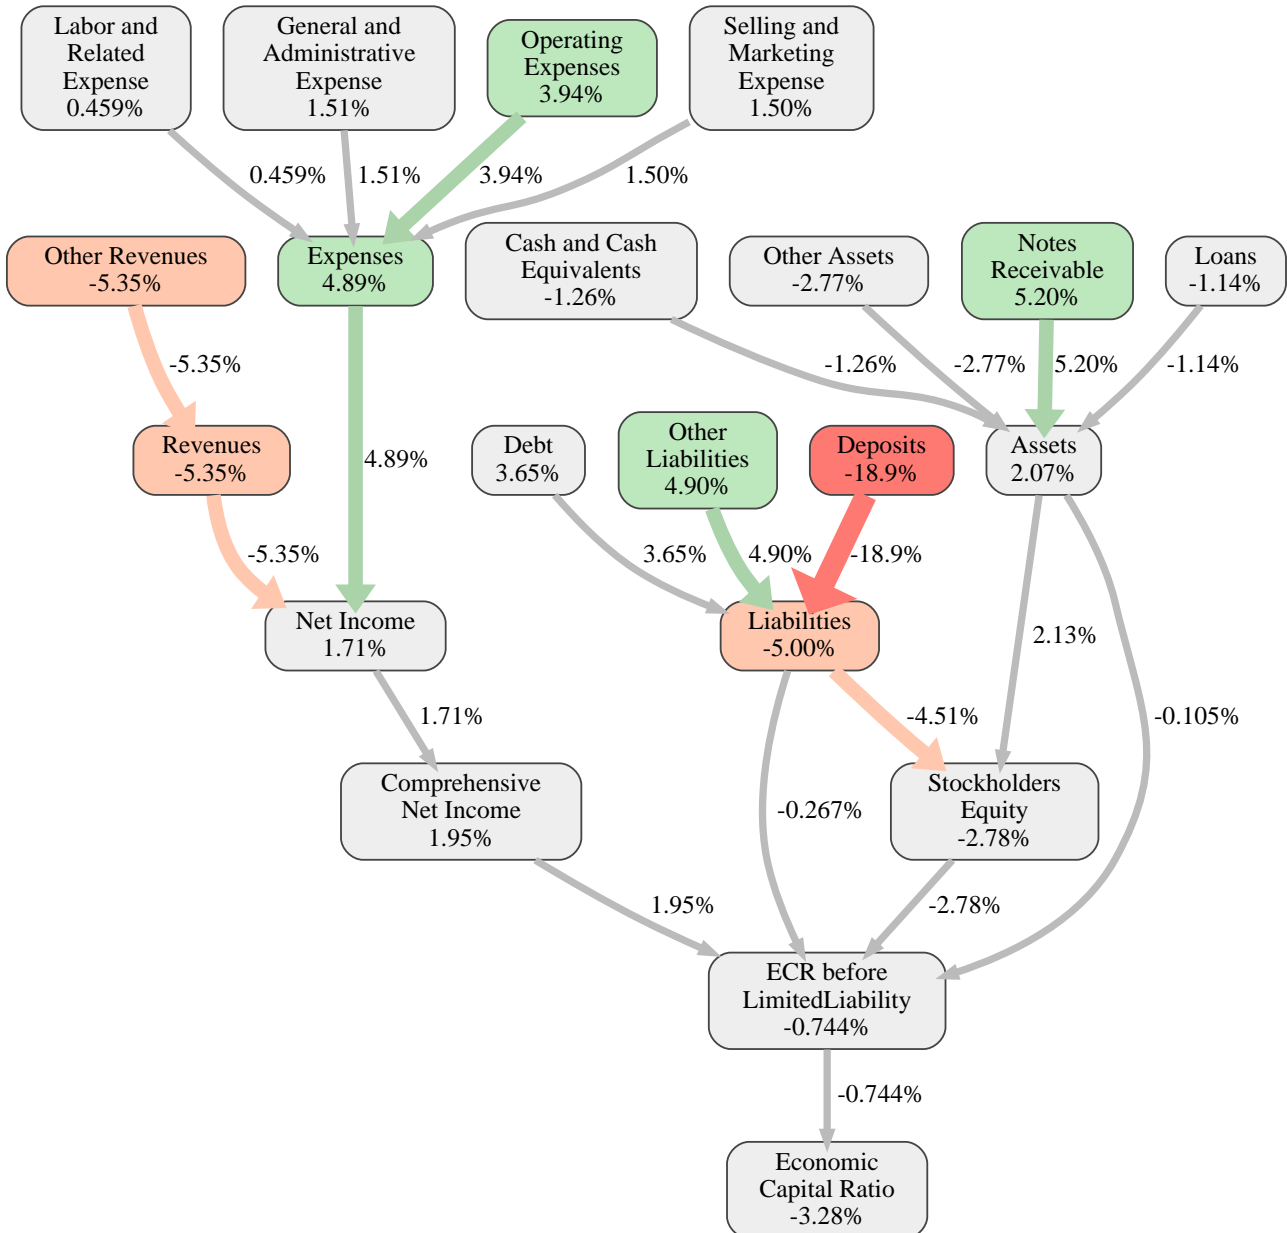 Labor and
Related
Expense
0.459%
General and
Administrative
Expense
1.51%
Operating
Expenses
3.94%
Selling and
Marketing
Expense
1.50%
0.459%
1.51%
3.94%
1.50%
Other Revenues
-5.35%
Expenses
4.89%
Cash and Cash
Equivalents
-1.26%
Other Assets
-2.77%
Notes
Receivable
5.20%
Loans
-1.14%
-5.35%
-1.26%
-2.77%
5.20%
-1.14%
Revenues
-5.35%
4.89%
Debt
3.65%
Other
Liabilities
4.90%
Deposits
-18.9%
Assets
2.07%
-5.35%
3.65%
4.90%
-18.9%
Net Income
1.71%
Liabilities
-5.00%
2.13%
1.71%
-4.51%
-0.105%
Comprehensive
Net Income
1.95%
-0.267%
Stockholders
Equity
-2.78%
1.95%
-2.78%
ECR before
LimitedLiability
-0.744%
-0.744%
Economic
Capital Ratio
-3.28%